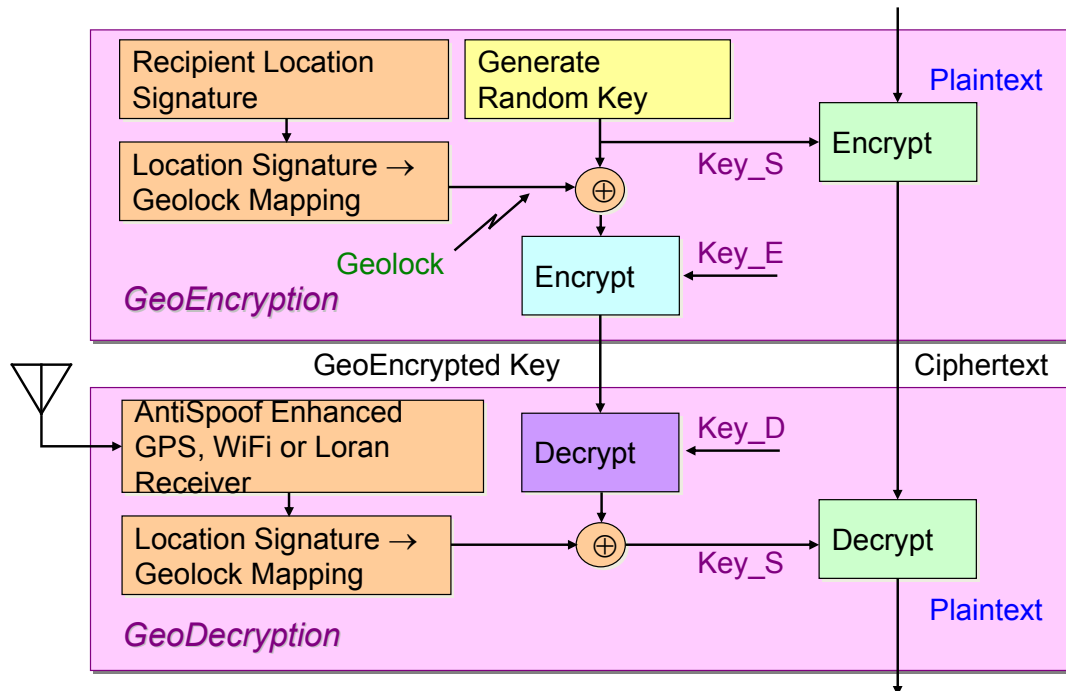 Recipient Location
Signature
Generate
Random Key
Plaintext
Encrypt
Key_S
Location Signature →
Geolock Mapping
⊕
Geolock
Encrypt
Key_E
GeoEncryption
GeoEncrypted Key
Ciphertext
AntiSpoof Enhanced
GPS, WiFi or Loran
Receiver
Decrypt
Key_D
Location Signature →
Geolock Mapping
⊕
Key_S
Decrypt
Plaintext
GeoDecryption